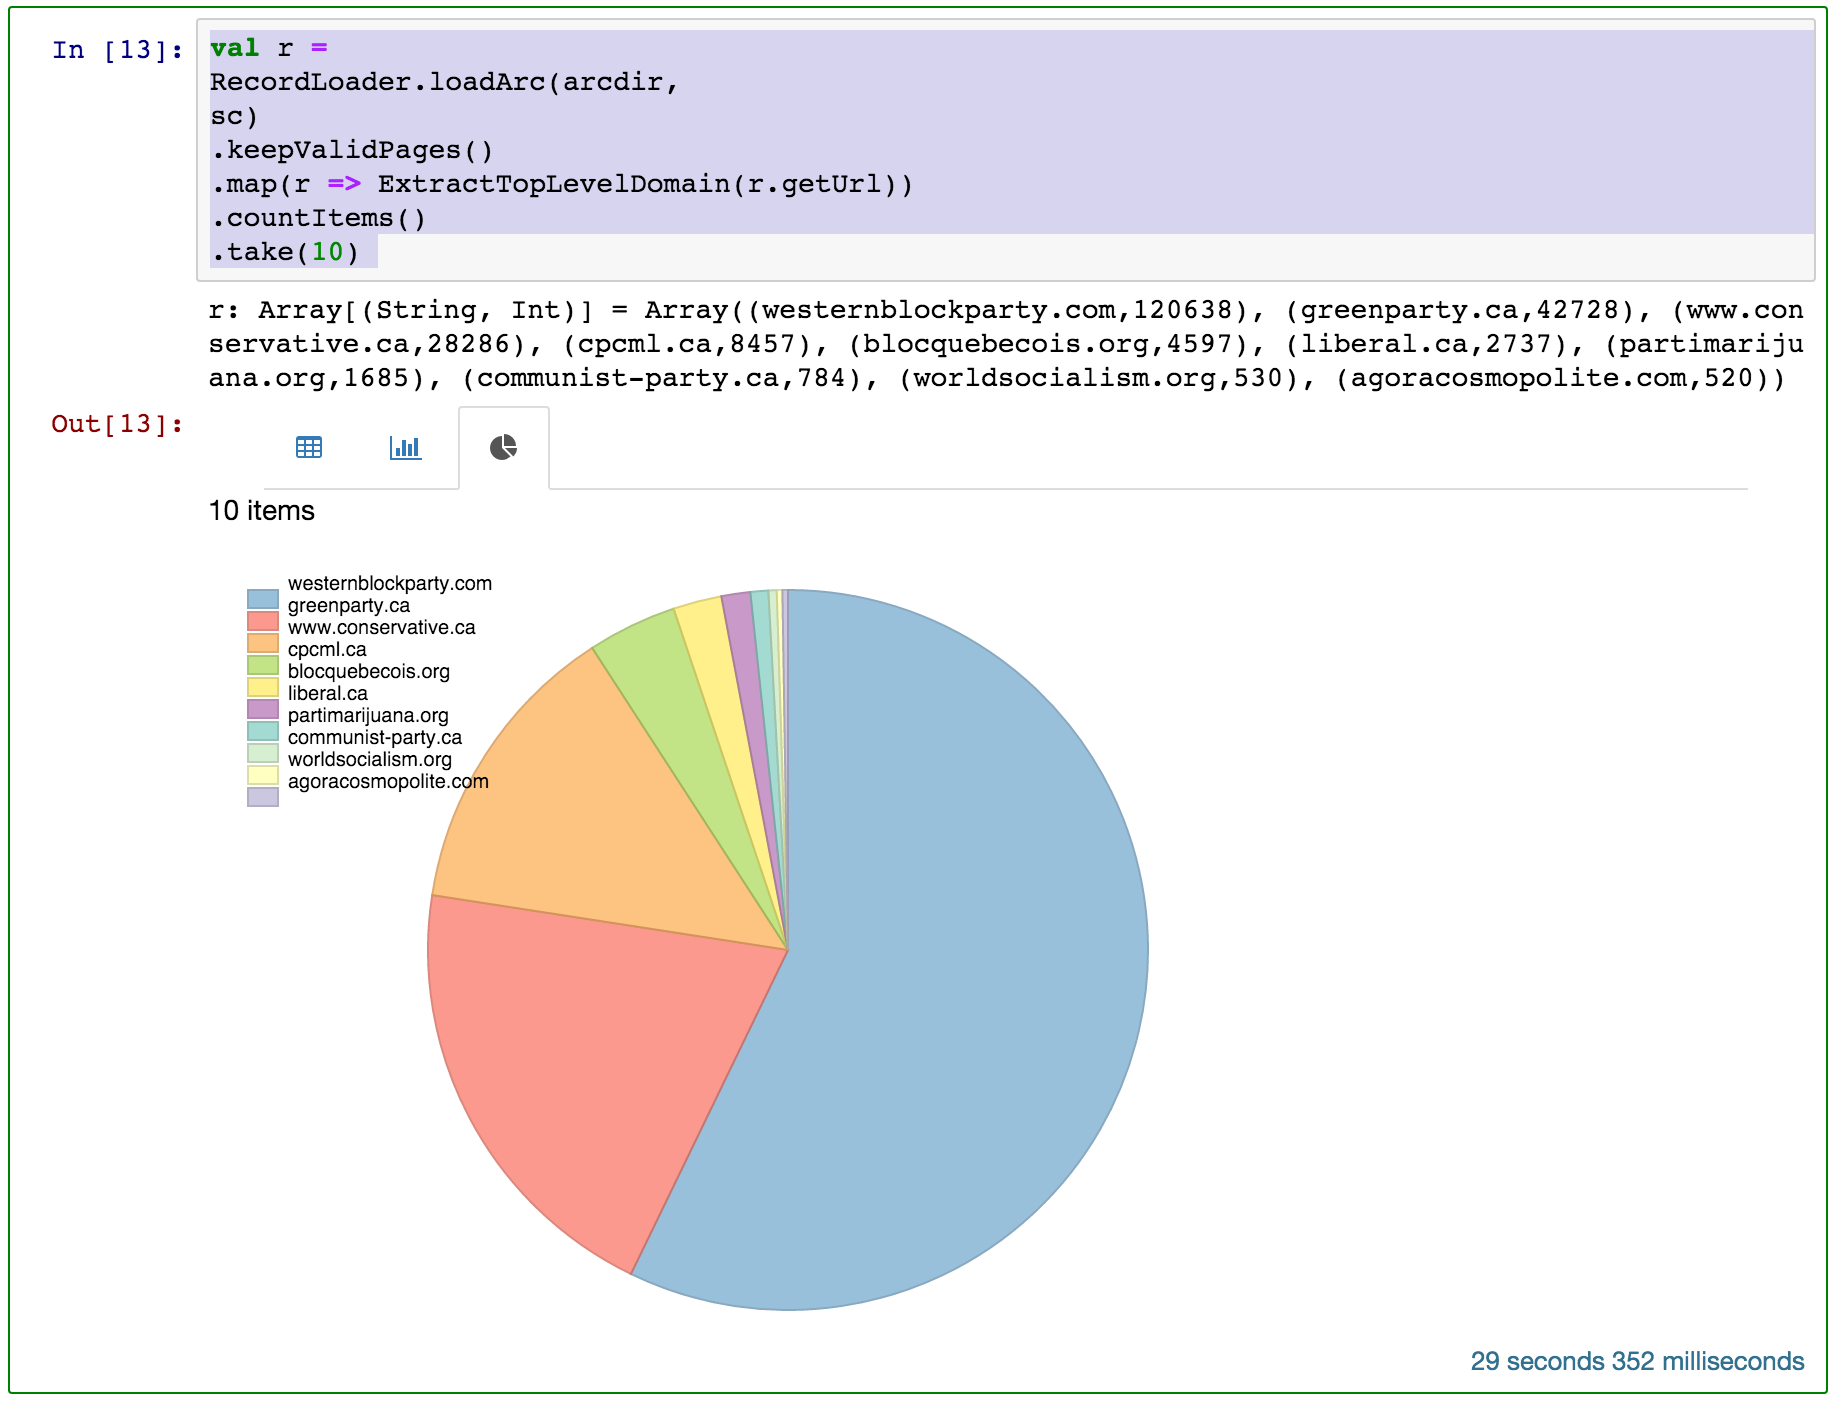 In [13]:
val r =
RecordLoader.loadArc(arcdir,
sc)
.keepValidPages()
.map(r => ExtractTopLevelDomain(r.getUrl))
.countItems()
.take(10)
r: Array[(String, Int)] = Array((westernblockparty.com,120638), (greenparty.ca,42728), (www.con
servative.ca,28286), (cpcml.ca,8457), (blocquebecois.org,4597), (liberal.ca,2737), (partimariju
ana.org,1685), (communist-party.ca,784), (worldsocialism.org,530), (agoracosmopolite.com,520))
Out[13]:
10 items
westernblockparty.com
greenparty.ca
www.conservative.ca
cpcml.ca
blocquebecois.org
liberal.ca
partimarijuana.org
communist-party.ca
worldsocialism.org
agoracosmopolite.com
29 seconds 352 milliseconds